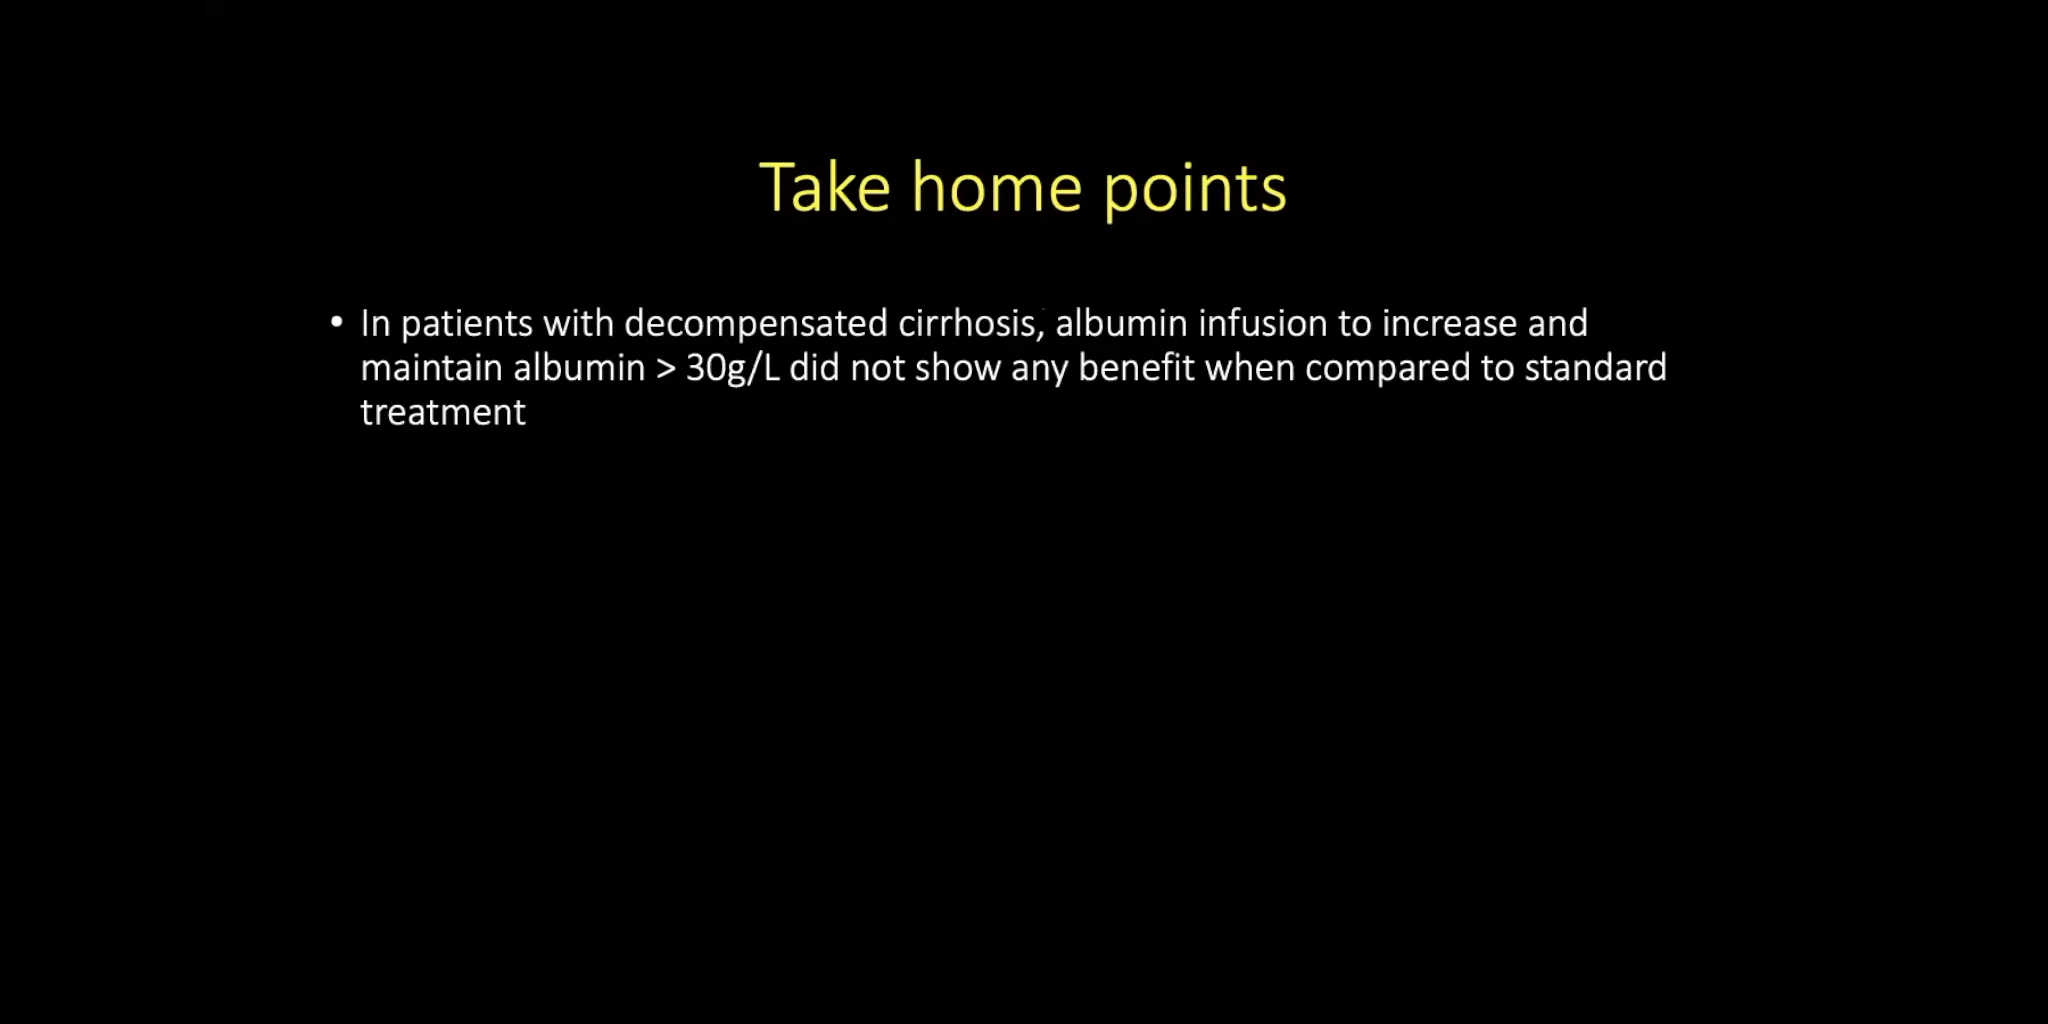 Take home points
• In patients with decompensated cirrhosis, albumin infusion to increase and
maintain albumin > 30g/L did not show any benefit when compared to standard
treatment